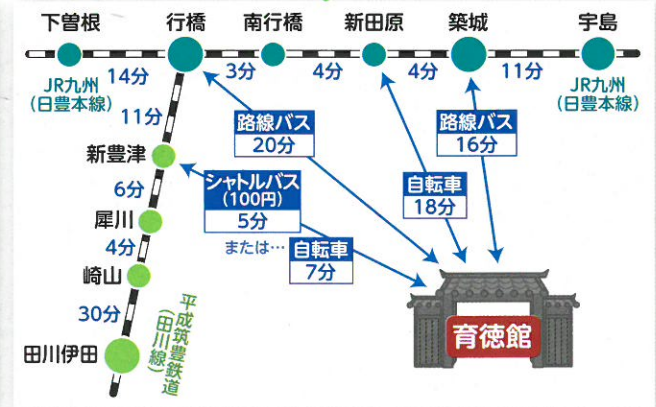 下曽根
行橋
南行橋
新田原
築城
宇島
14分
3分
4分
4分
11分
JR九州
(日豊本線)
JR九州
(日豊本線)
11分
新豊津
6分
犀川
4分
崎山
30分
田川伊田
平成筑豊鉄道
(田川線)
路線バス
20分
路線バス
16分
シャトルバス
(100円)
5分
または…
自転車
7分
自転車
18分
育徳館